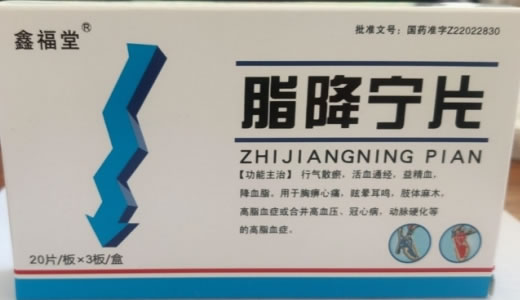 鑫福堂®
批准文号：国药准字Z22022830
脂降宁片
ZHIJIANGNING PIAN
【功能主治】 行气散瘀，活血通经，益精血，
降血脂。用于胸痹心痛，眩晕耳鸣，肢体麻木，
高脂血症或合并高血压、冠心病、动脉硬化等
的高脂血症。
20片/板×3板/盒